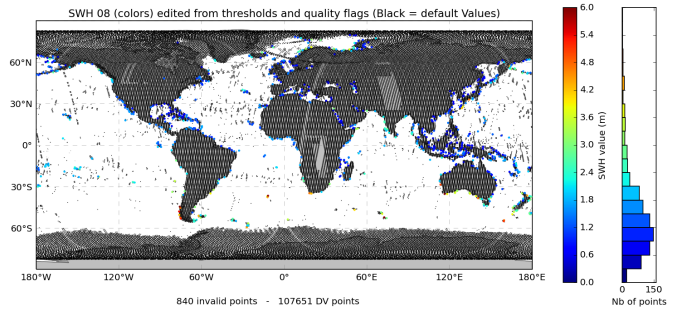 SWH 08 (colors) edited from thresholds and quality flags (Black = default Values)
60°N
30°N
0°
30°S
60°S
180°W 120°W 60°W 0° 60°E 120°E 180°E
6.0
5.4
4.8
4.2
3.6
3.0
2.4
1.8
1.2
0.6
0.0
SWH value (m)
0 150
Nb of points
840 invalid points - 107651 DV points